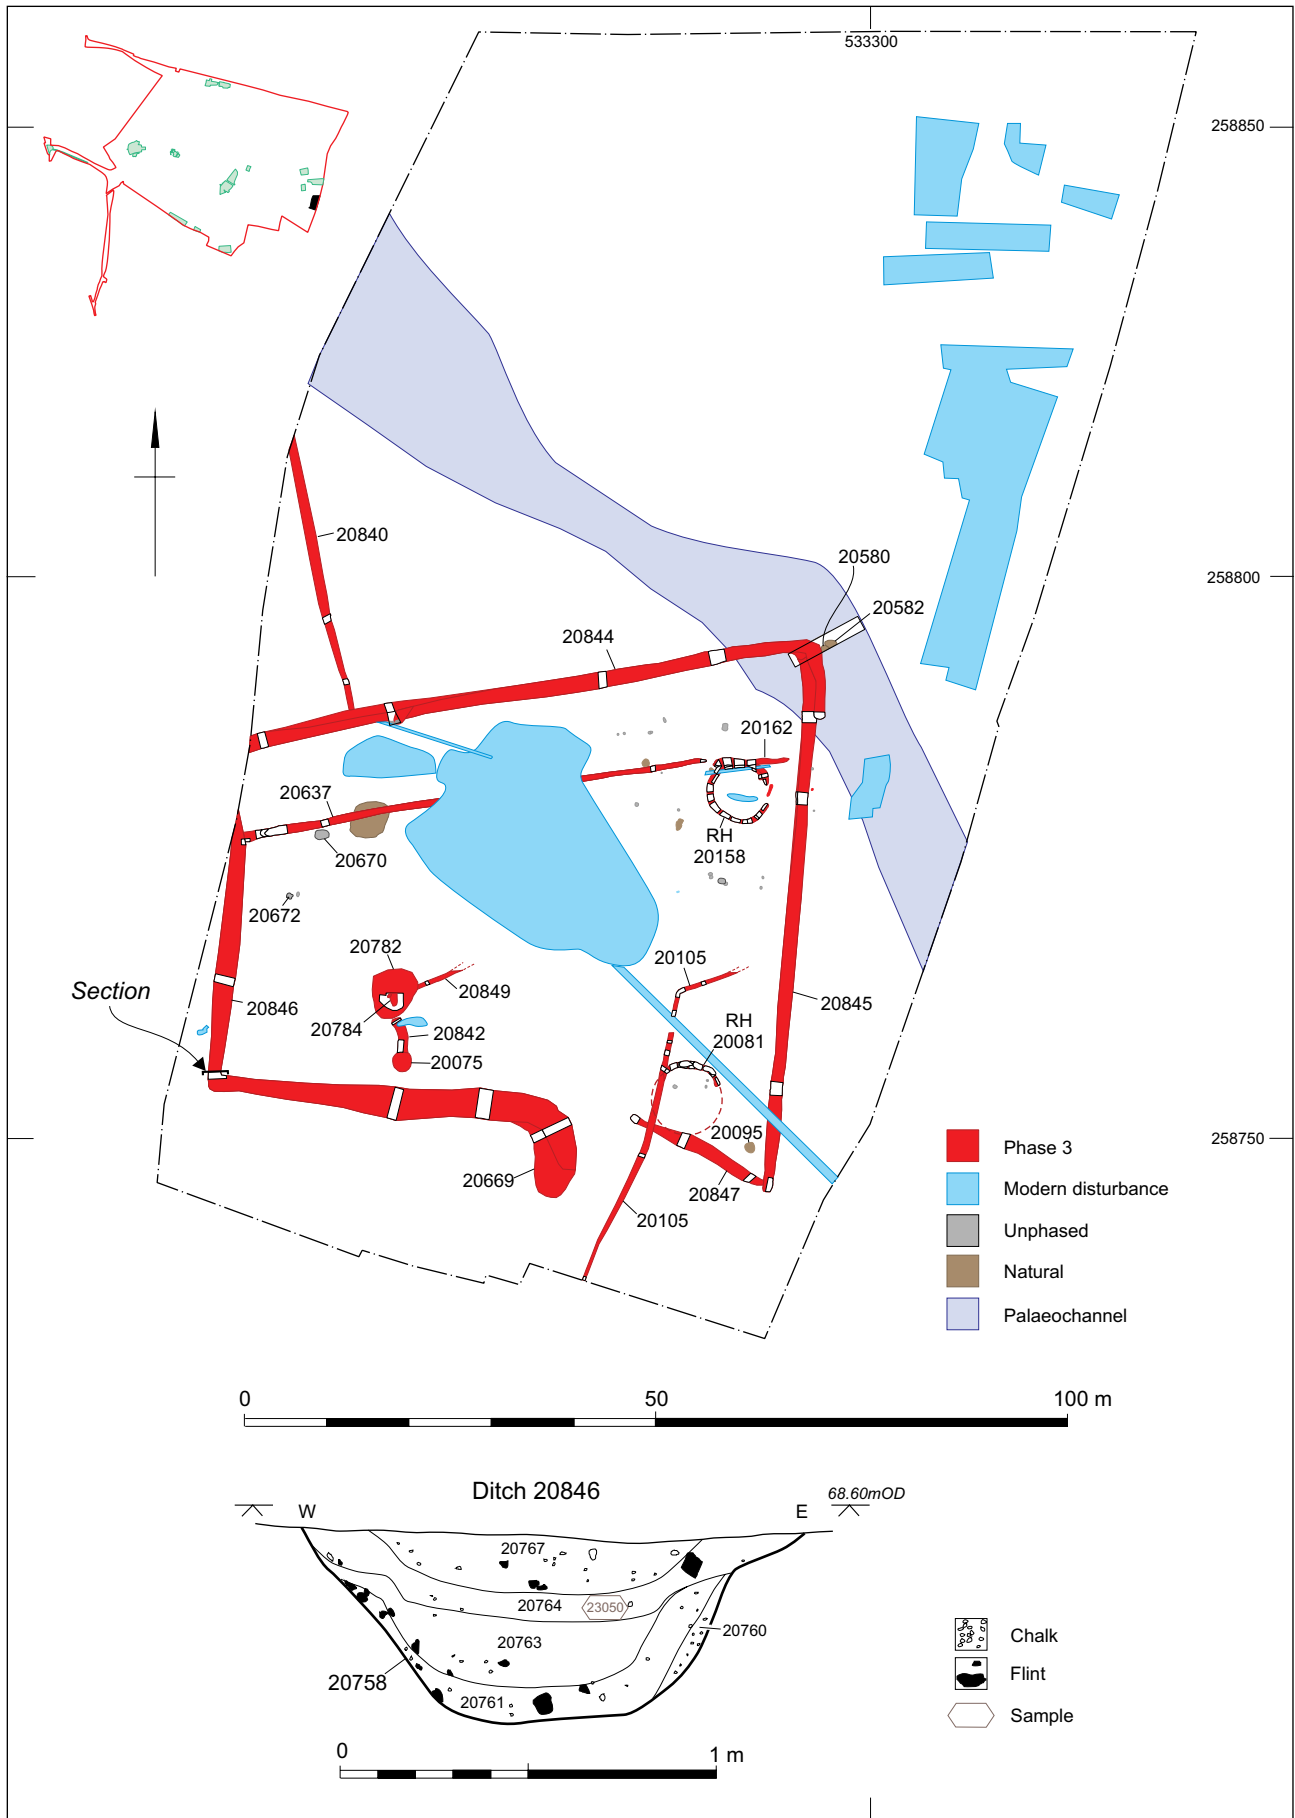 533300
258850
20840
258800
20580
20582
20844
20162
20637
RH
20158
20670
20672
20782
20105
Section
20849
20846
20845
RH
20081
20784
20842
20075
20095
258750
20669
20847
20105
Phase 3
Modern disturbance
Unphased
Natural
Palaeochannel
0 50 100 m
Ditch 20846
68.60mOD
W E
20767
20764
23050
20763
20760
20758
20761
Chalk
Flint
Sample
0 1 m